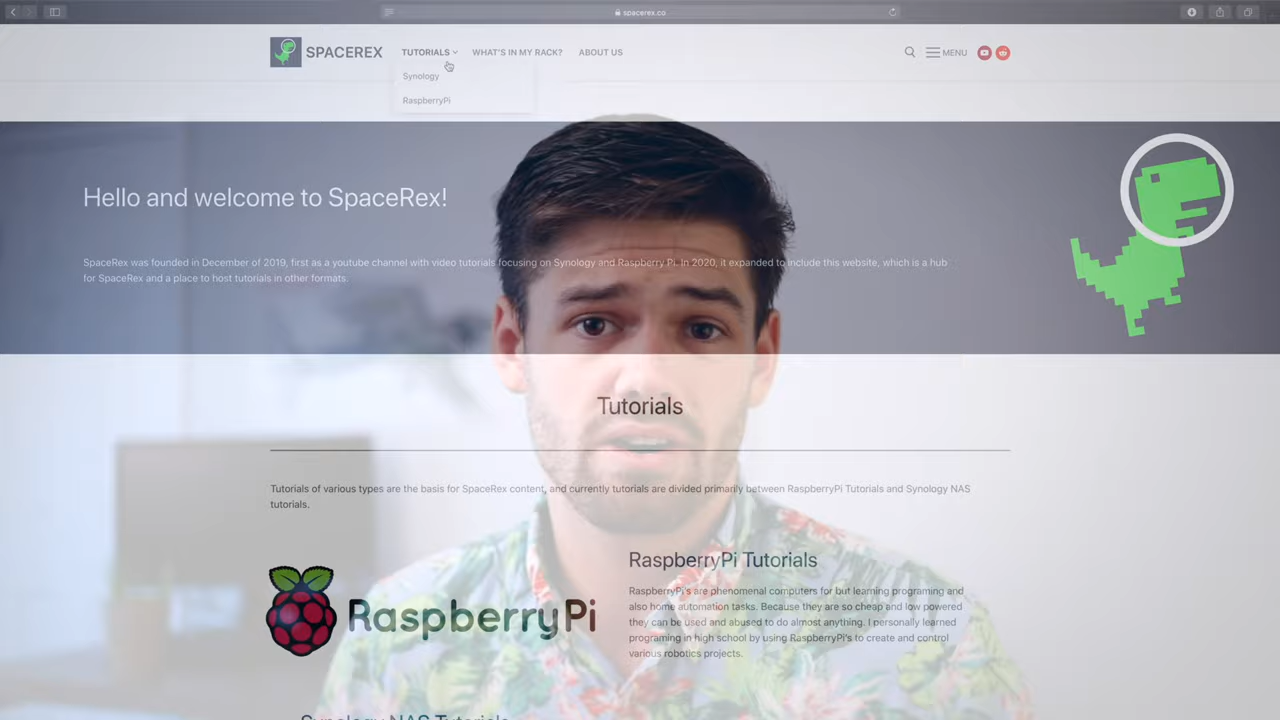 spacerex.co
SPACEREX
TUTORIALS
WHAT'S IN MY RACK?
ABOUT US
MENU
Synology
RaspberryPi
Hello and welcome to SpaceRex!
SpaceRex was founded in December of 2019, first as a youtube channel with video tutorials focusing on Synology and Raspberry Pi. In 2020, it expanded to include this website, which is a hub
for SpaceRex and a place to host tutorials in other formats.
Tutorials
Tutorials of various types are the basis for SpaceRex content, and currently tutorials are divided primarily between RaspberryPi Tutorials and Synology NAS
tutorials.
RaspberryPi
RaspberryPi Tutorials
RaspberryPi's are phenomenal computers for but learning programing and
also home automation tasks. Because they are so cheap and low powered
they can be used and abused to do almost anything. I personally learned
programing in high school by using RaspberryPi's to create and control
various robotics projects.
Synology NAS Tutorials